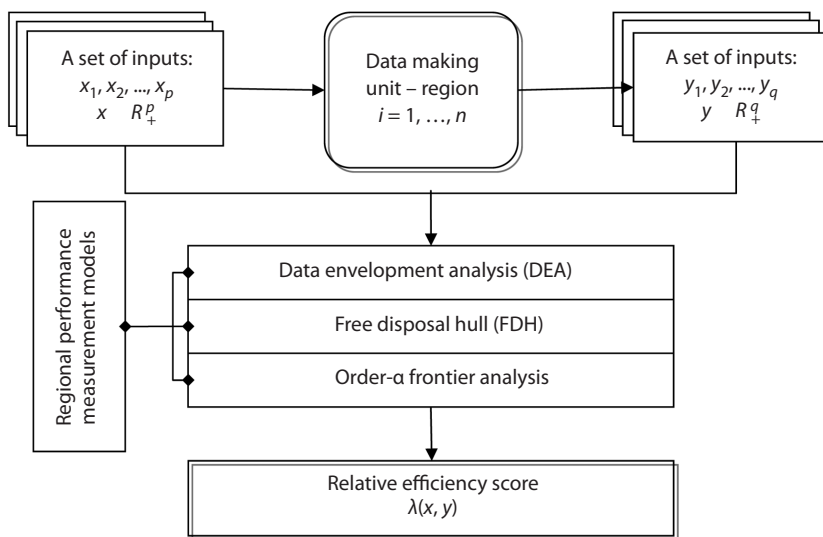 A set of inputs:
x1, x2, ..., xp
x R+^p
Data making
unit – region
i = 1, …, n
A set of inputs:
y1, y2, ..., yq
y R+^q
Regional performance
measurement models
Data envelopment analysis (DEA)
Free disposal hull (FDH)
Order-α frontier analysis
Relative efficiency score
λ(x, y)